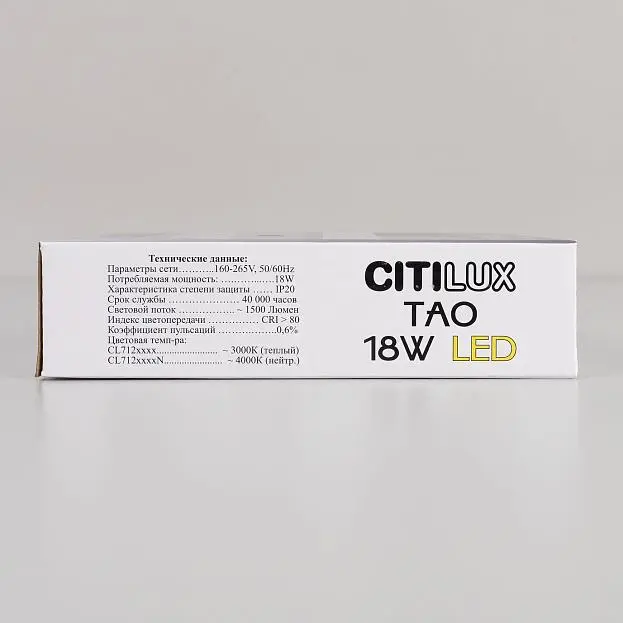 Технические данные:
Параметры сети...........160-265V, 50/60Hz
Потребляемая мощность: ...............18W
Характеристика степени защиты ...... IP20
Срок службы ...................... 40 000 часов
Световой поток ................ ~ 1500 Люмен
Индекс цветопередачи ............... CRI > 80
Коэффициент пульсаций ..................0,6%
Цветовая темп-ра:
CL712xxxx........................ ~ 3000K (теплый)
CL712xxxxN....................... ~ 4000K (нейтр.)
CITILUX
TAO
18W LED